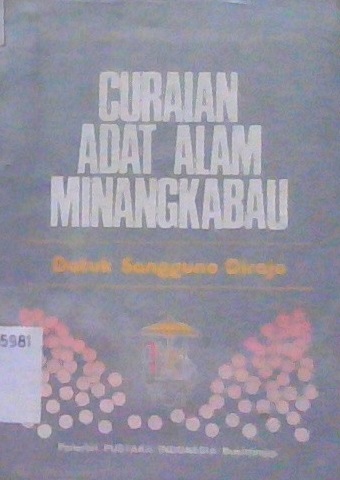 CURAIAN
ADAT ALAM
MINANGKABAU
Datuk Sangguno Dirajo
5981
Penerbit PUSTAKA INDONESIA Bukittinggi